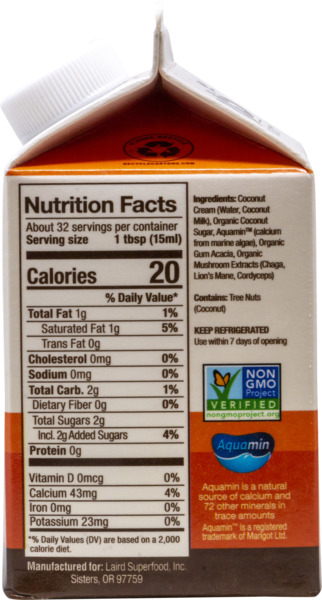 Nutrition Facts
About 32 servings per container
Serving size 1 tbsp (15ml)
Calories 20
% Daily Value*
Total Fat 1g 1%
Saturated Fat 1g 5%
Trans Fat 0g
Cholesterol 0mg 0%
Sodium 0mg 0%
Total Carb. 2g 1%
Dietary Fiber 0g 0%
Total Sugars 2g
Incl. 2g Added Sugars 4%
Protein 0g
Vitamin D 0mcg 0%
Calcium 43mg 4%
Iron 0mg 0%
Potassium 23mg 0%
*% Daily Values (DV) are based on a 2,000
calorie diet.
Manufactured for: Laird Superfood, Inc.
Sisters, OR 97759
Ingredients: Coconut
Cream (Water, Coconut
Milk), Organic Coconut
Sugar, Aquamin™ (calcium
from marine algae), Organic
Gum Acacia, Organic
Mushroom Extracts (Chaga,
Lion's Mane, Cordyceps)
Contains: Tree Nuts
(Coconut)
KEEP REFRIGERATED
Use within 7 days of opening
NON
GMO
Project
VERIFIED
nongmoproject.org
Aquamin
Aquamin is a natural
source of calcium and
72 other minerals in
trace amounts
Aquamin™ is a registered
trademark of Marigot Ltd.